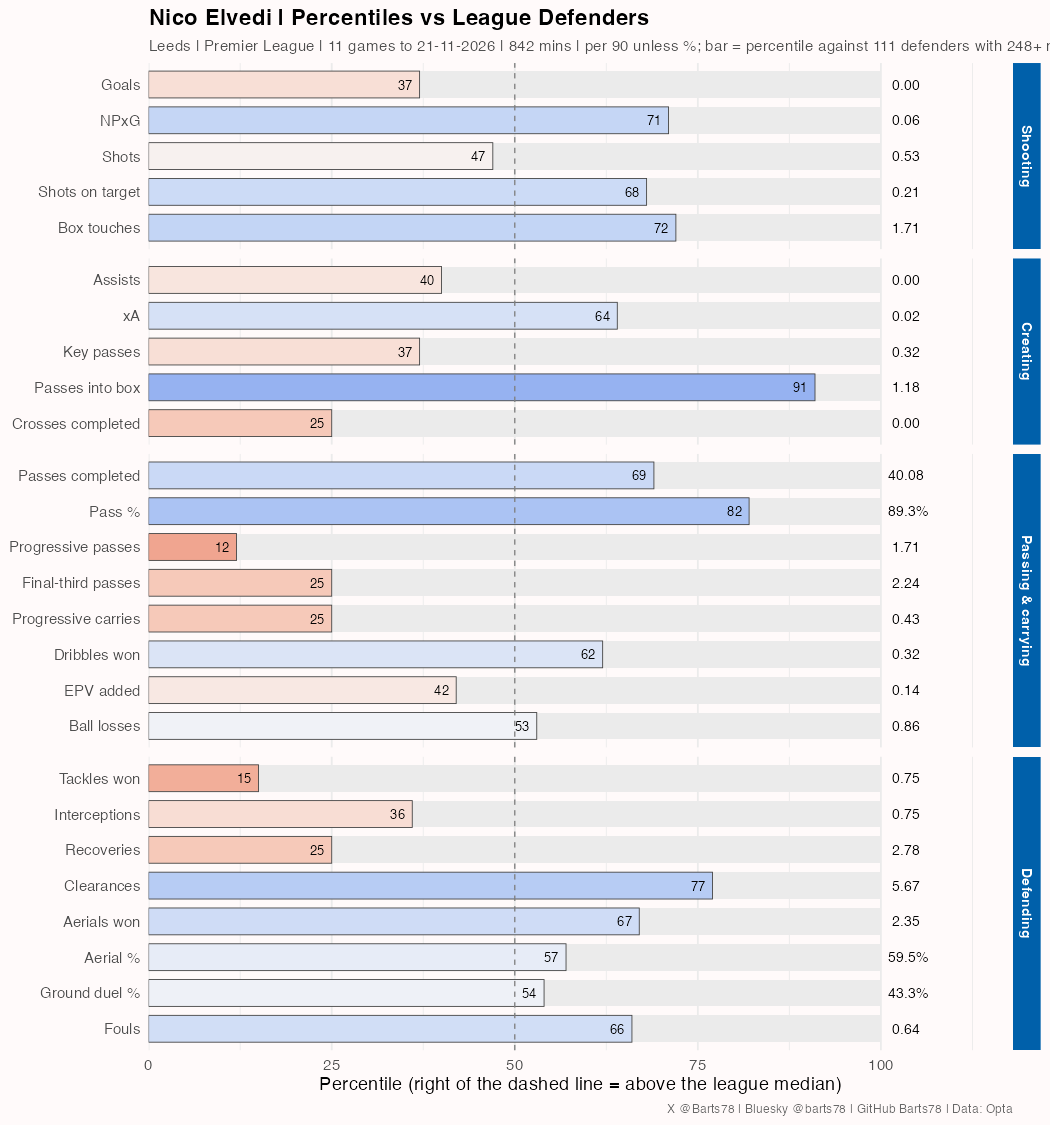 Nico Elvedi | Percentiles vs League Defenders
Leeds | Premier League | 11 games to 21-11-2026 | 842 mins | per 90 unless %; bar = percentile against 111 defenders with 248+
Goals 37 0.00
NPxG 71 0.06
Shots 47 0.53
Shots on target 68 0.21
Box touches 72 1.71
Shooting
Assists 40 0.00
xA 64 0.02
Key passes 37 0.32
Passes into box 91 1.18
Crosses completed 25 0.00
Creating
Passes completed 69 40.08
Pass % 82 89.3%
Progressive passes 12 1.71
Final-third passes 25 2.24
Progressive carries 25 0.43
Dribbles won 62 0.32
EPV added 42 0.14
Ball losses 53 0.86
Passing & carrying
Tackles won 15 0.75
Interceptions 36 0.75
Recoveries 25 2.78
Clearances 77 5.67
Aerials won 67 2.35
Aerial % 57 59.5%
Ground duel % 54 43.3%
Fouls 66 0.64
Defending
0 25 50 75 100
Percentile (right of the dashed line = above the league median)
X @Barts78 | Bluesky @barts78 | GitHub Barts78 | Data: Opta